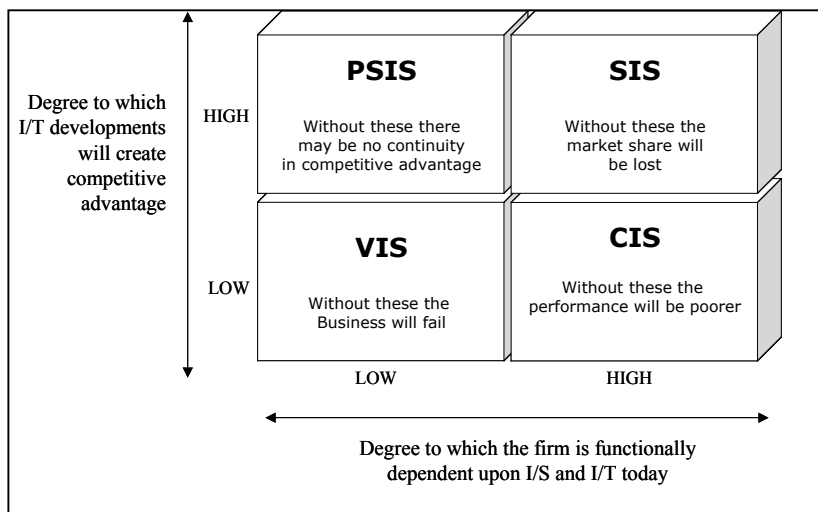 Degree to which
I/T developments
will create
competitive
advantage
HIGH
PSIS
Without these there
may be no continuity
in competitive advantage
SIS
Without these the
market share will
be lost
LOW
VIS
Without these the
Business will fail
CIS
Without these the
performance will be poorer
LOW
HIGH
Degree to which the firm is functionally
dependent upon I/S and I/T today